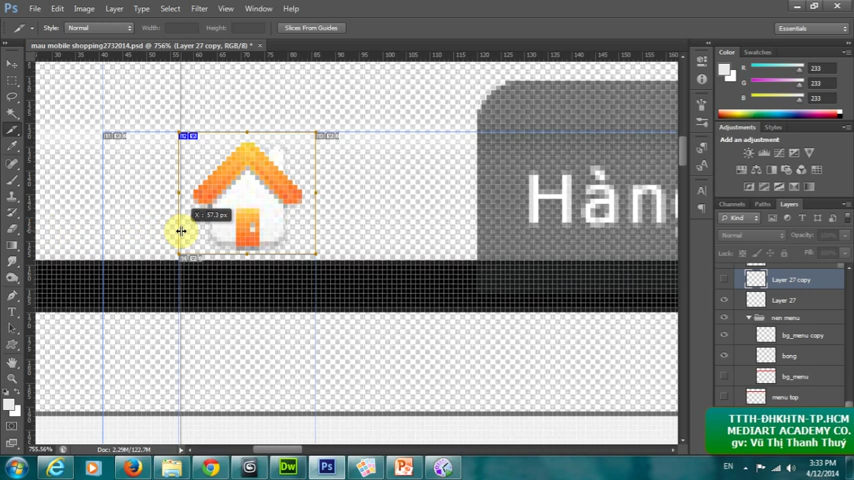 Ps File Edit Image Layer Type Select Filter View Window Help
Style: Normal Width: Height: Slices From Guides Essentials
mau mobile shopping2732014.psd @ 756% (Layer 27 copy, RGB/8) * ×
Color Swatches
R 233
G 233
B 233
X : 57.3 px
Hàn
Adjustments Styles
Add an adjustment
Channels Paths Layers
Kind
Normal Opacity:
Lock: Fill:
Layer 27 copy
Layer 27
nen menu
bg_menu copy
bong
bg_menu
menu top
TTTH-ĐHKHTN-TP.HCM
MEDIART ACADEMY CO.
gv: Vũ Thị Thanh Thuý
755.56% Doc: 2.29M/122.7M
EN 3:33 PM
4/12/2014